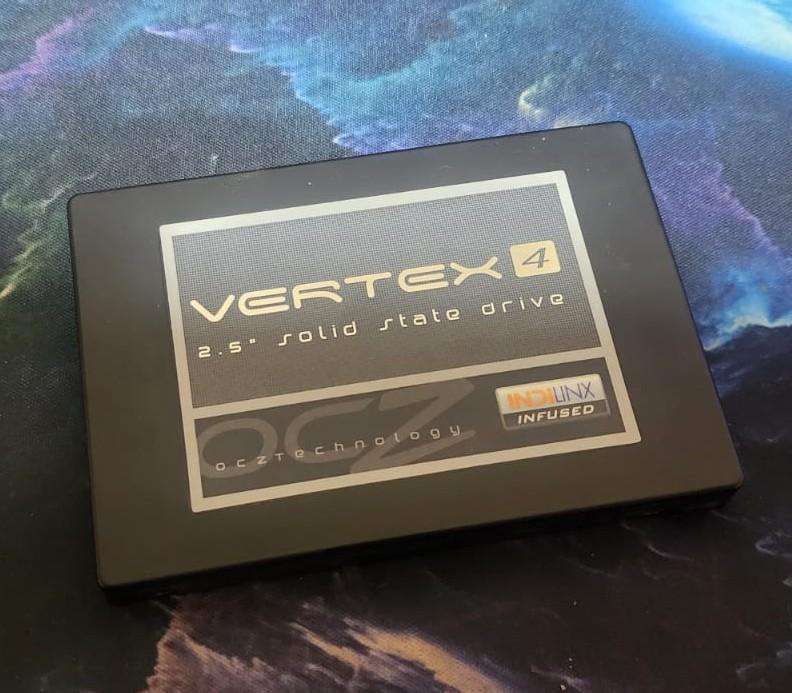 VERTEX 4
2.5" solid state drive
OCZ
OCZTechnology
INDILINX
INFUSED